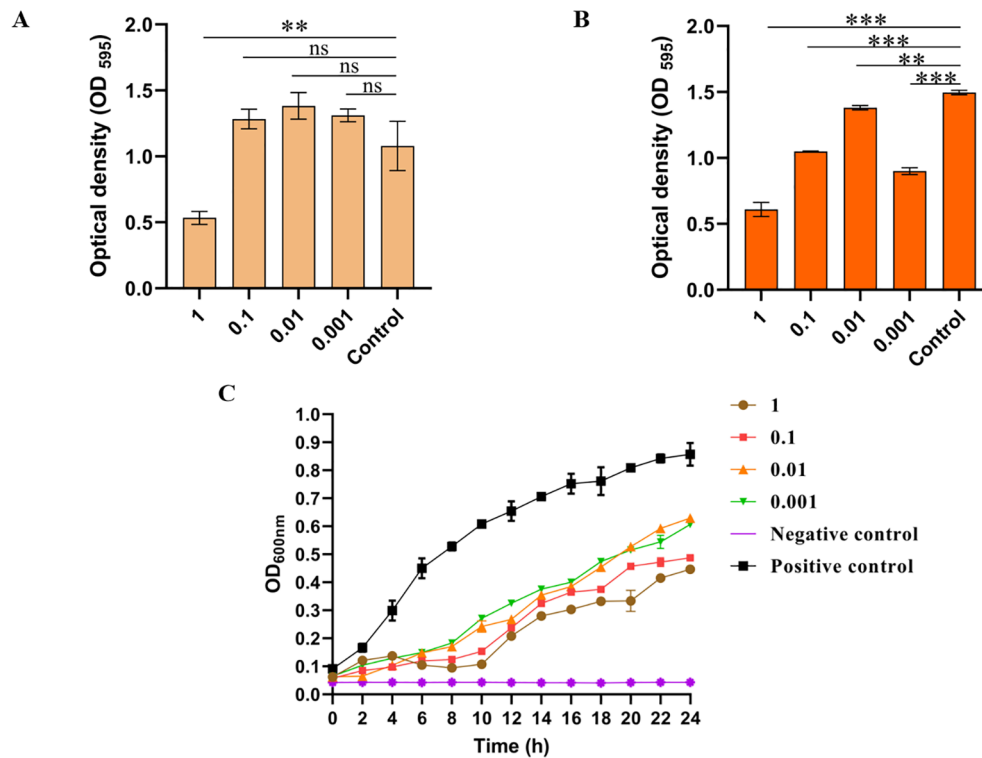 A
Optical density (OD 595)
2.0
1.5
1.0
0.5
0.0
**
ns
ns
ns
1
0.1
0.01
0.001
Control
B
Optical density (OD 595)
2.0
1.5
1.0
0.5
0.0
***
***
**
***
1
0.1
0.01
0.001
Control
C
OD600nm
1.0
0.9
0.8
0.7
0.6
0.5
0.4
0.3
0.2
0.1
0.0
0 2 4 6 8 10 12 14 16 18 20 22 24
Time (h)
1
0.1
0.01
0.001
Negative control
Positive control